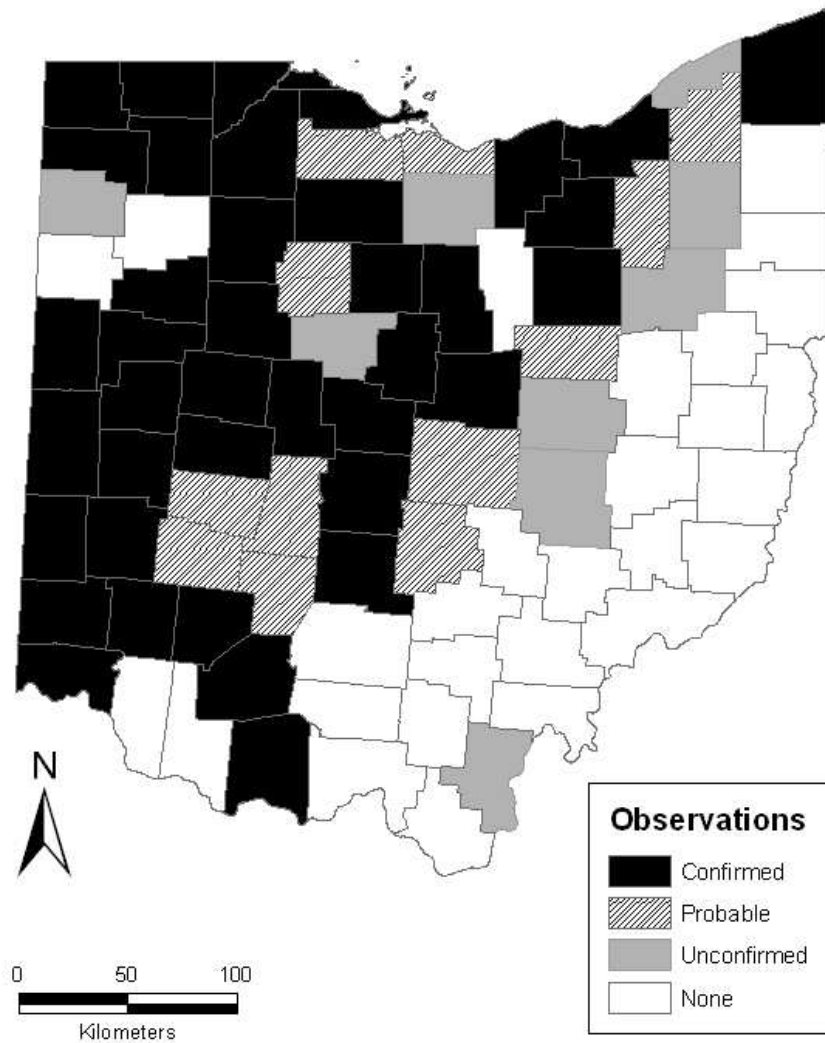 N
0 50 100
Kilometers
Observations
Confirmed
Probable
Unconfirmed
None